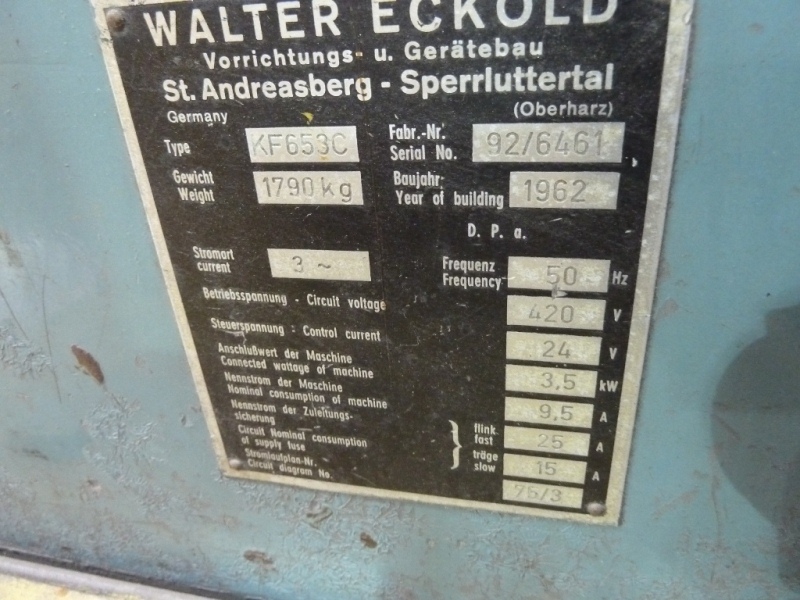 WALTER ECKOLD
Vorrichtungs- u. Gerätebau
St. Andreasberg - Sperrluttertal
Germany (Oberharz)
Type KF653C Fabr.-Nr. Serial No. 92/6461
Gewicht Weight 1790 kg Baujahr: Year of building 1962
D. P. a.
Stromart current 3 ~ Frequenz Frequency 50 Hz
Betriebsspannung - Circuit voltage 420 V
Steuerspannung : Control current 24 V
Anschlußwert der Maschine
Connected wattage of machine 3,5 kW
Nennstrom der Maschine
Nominal consumption of machine 9,5 A
Nennstrom der Zuleitungs-
sicherung flink fast 25 A
Circuit Nominal consumption
of supply fuse träge slow 15 A
Stromlaufplan-Nr.
Circuit diagram No. 75/3